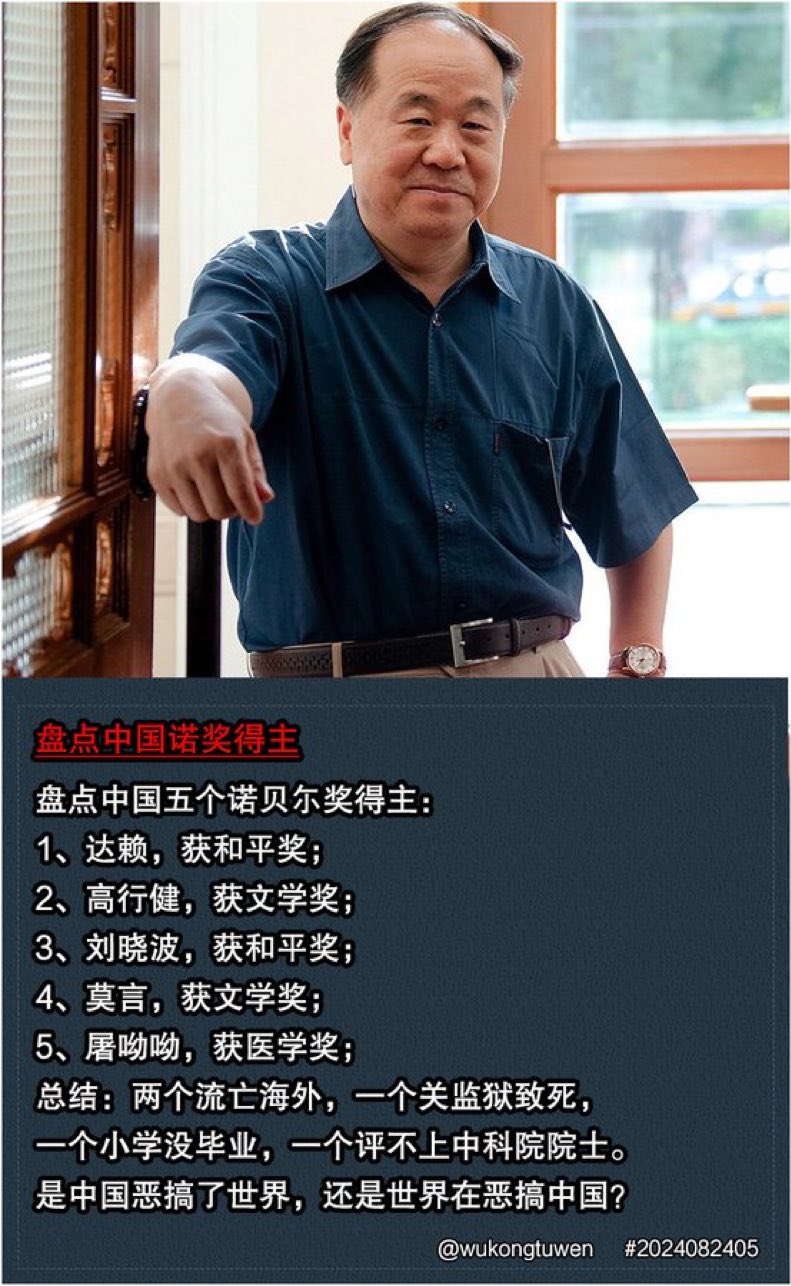 盘点中国诺奖得主
盘点中国五个诺贝尔奖得主：
1、达赖，获和平奖；
2、高行健，获文学奖；
3、刘晓波，获和平奖；
4、莫言，获文学奖；
5、屠呦呦，获医学奖；
总结：两个流亡海外，一个关监狱致死，
一个小学没毕业，一个评不上中科院院士。
是中国恶搞了世界，还是世界在恶搞中国？
@wukongtuwen #2024082405